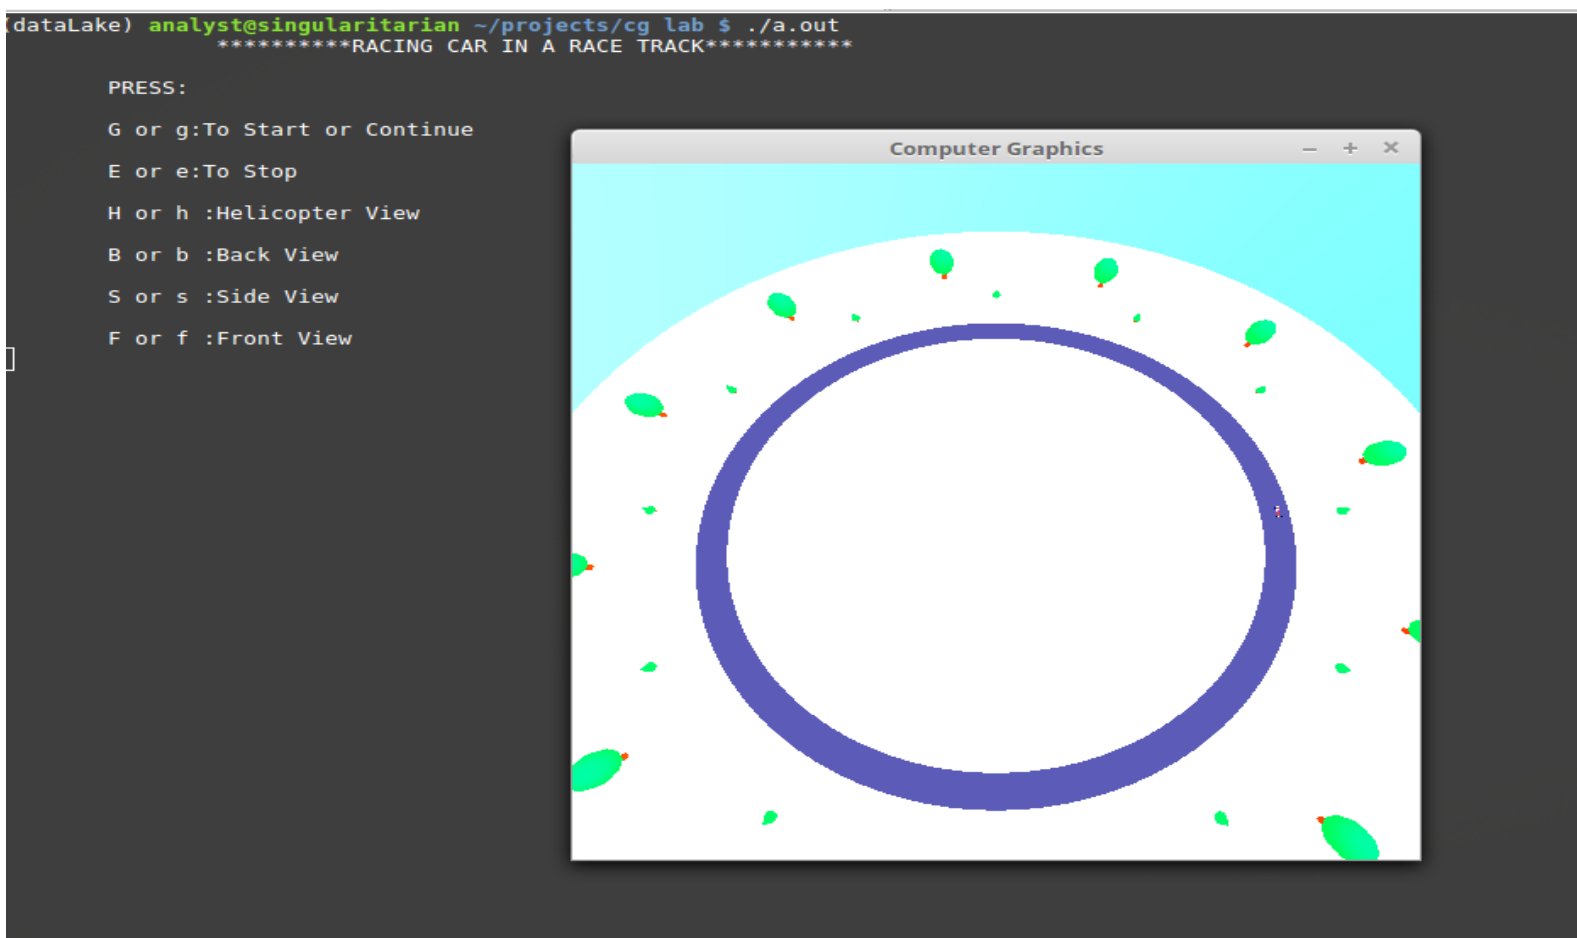 (dataLake) analyst@singularitarian ~/projects/cg lab $ ./a.out
**********RACING CAR IN A RACE TRACK***********
PRESS:
G or g:To Start or Continue
E or e:To Stop
H or h :Helicopter View
B or b :Back View
S or s :Side View
F or f :Front View
Computer Graphics